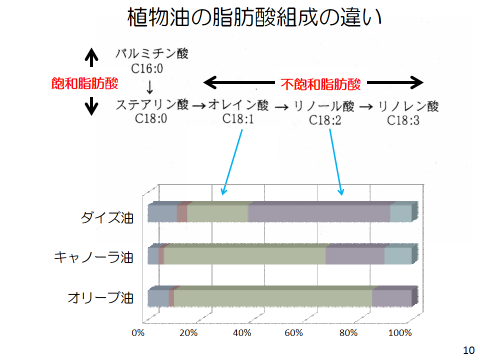 植物油の脂肪酸組成の違い
パルミチン酸
C16:0
飽和脂肪酸
不飽和脂肪酸
↓
ステアリン酸→オレイン酸→リノール酸→リノレン酸
C18:0 C18:1 C18:2 C18:3
ダイズ油
キャノーラ油
オリーブ油
0% 20% 40% 60% 80% 100%
10